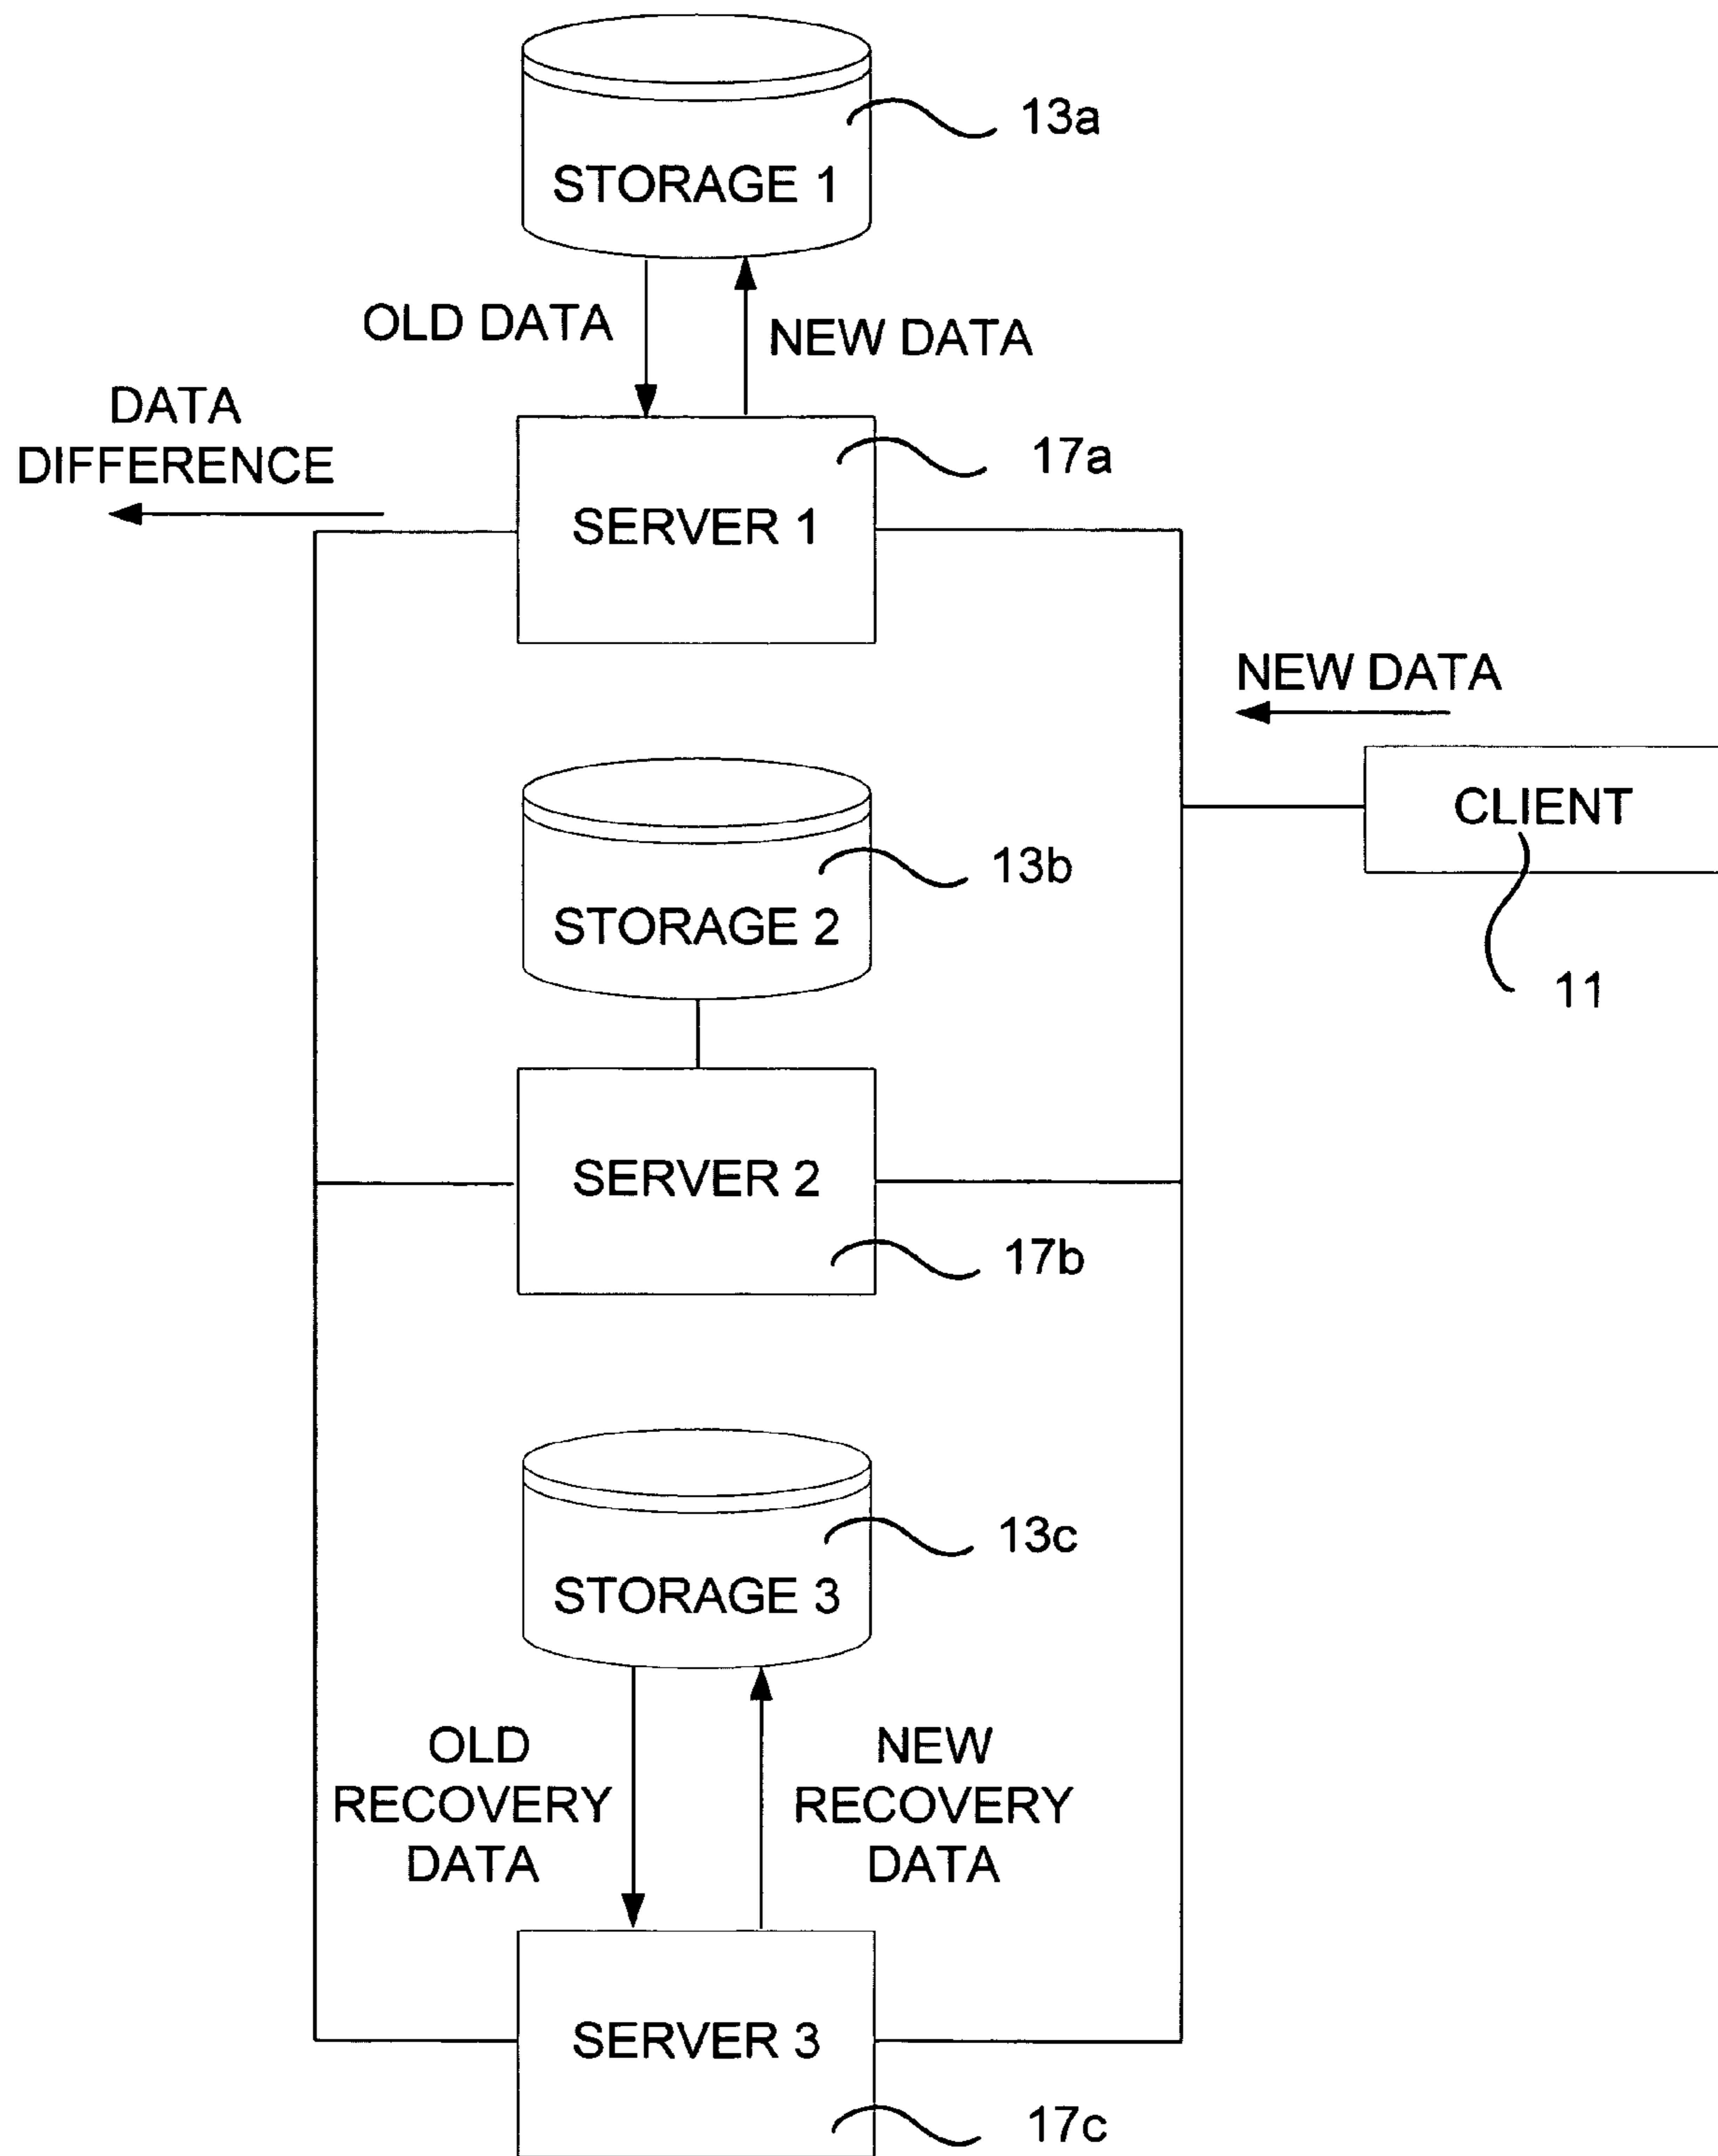 13a
STORAGE 1
OLD DATA
NEW DATA
DATA
DIFFERENCE
17a
SERVER 1
NEW DATA
CLIENT
11
13b
STORAGE 2
SERVER 2
17b
13c
STORAGE 3
OLD
RECOVERY
DATA
NEW
RECOVERY
DATA
SERVER 3
17c